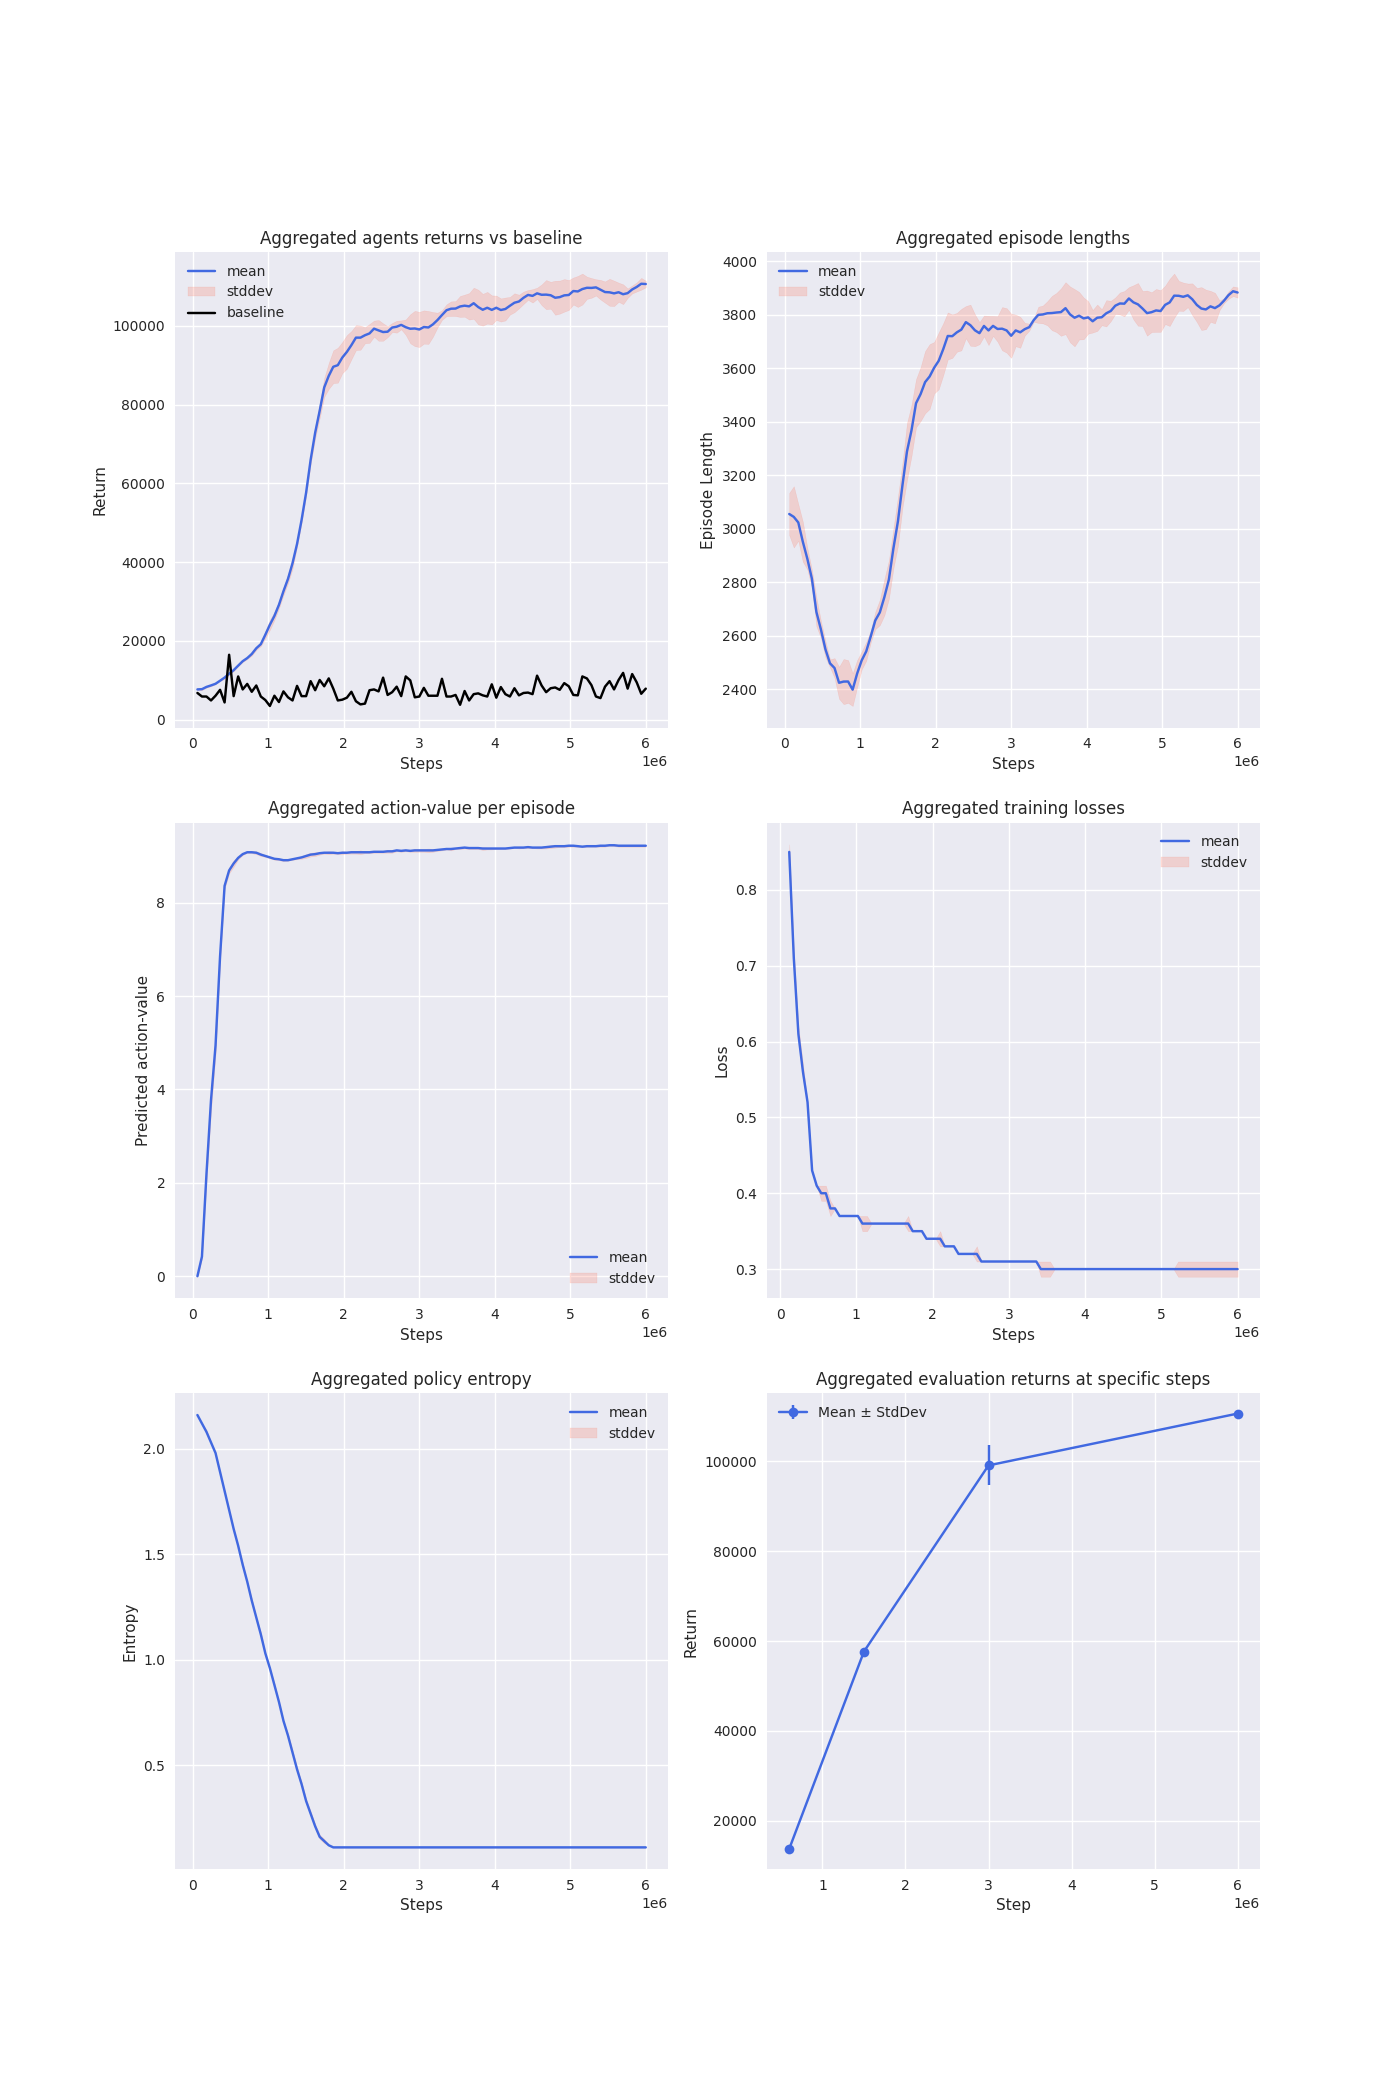 Aggregated agents returns vs baseline
mean
stddev
baseline
100000
80000
60000
40000
20000
0
Return
0 1 2 3 4 5 6
1e6
Steps
Aggregated episode lengths
mean
stddev
4000
3800
3600
3400
3200
3000
2800
2600
2400
Episode Length
0 1 2 3 4 5 6
1e6
Steps
Aggregated action-value per episode
8
6
4
2
0
Predicted action-value
mean
stddev
0 1 2 3 4 5 6
1e6
Steps
Aggregated training losses
mean
stddev
0.8
0.7
0.6
0.5
0.4
0.3
Loss
0 1 2 3 4 5 6
1e6
Steps
Aggregated policy entropy
mean
stddev
2.0
1.5
1.0
0.5
Entropy
0 1 2 3 4 5 6
1e6
Steps
Aggregated evaluation returns at specific steps
Mean ± StdDev
100000
80000
60000
40000
20000
Return
1 2 3 4 5 6
1e6
Step